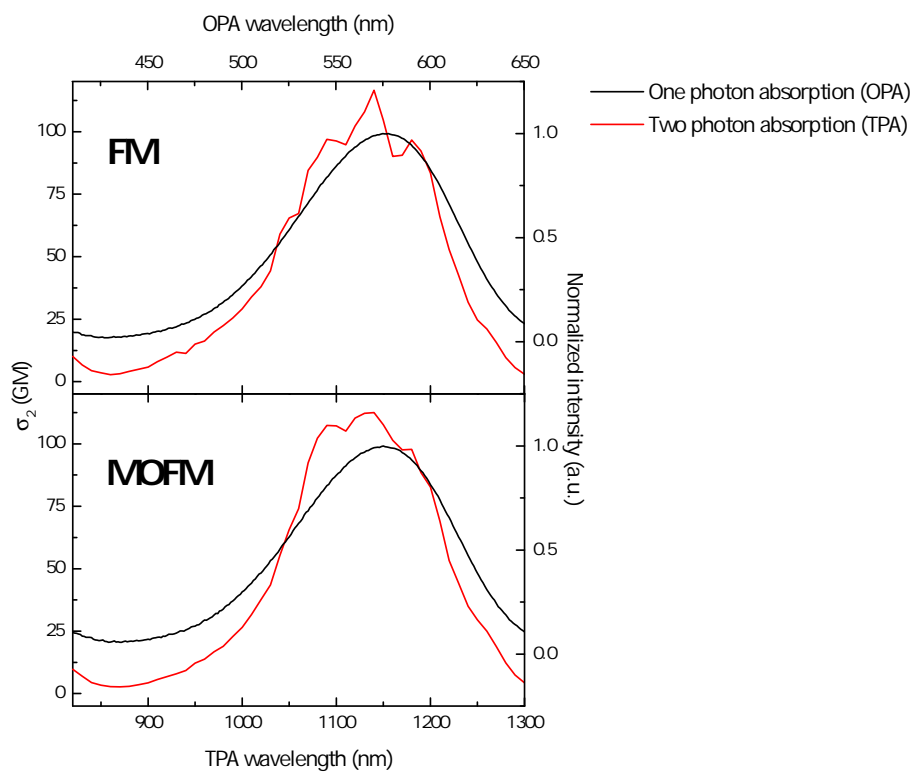 OPA wavelength (nm)
450 500 550 600 650
One photon absorption (OPA)
Two photon absorption (TPA)
FMI
100
75
50
25
0
1.0
0.5
0.0
MOFMI
100
75
50
25
0
1.0
0.5
0.0
σ2 (GM)
Normalized intensity (a.u.)
900 1000 1100 1200 1300
TPA wavelength (nm)